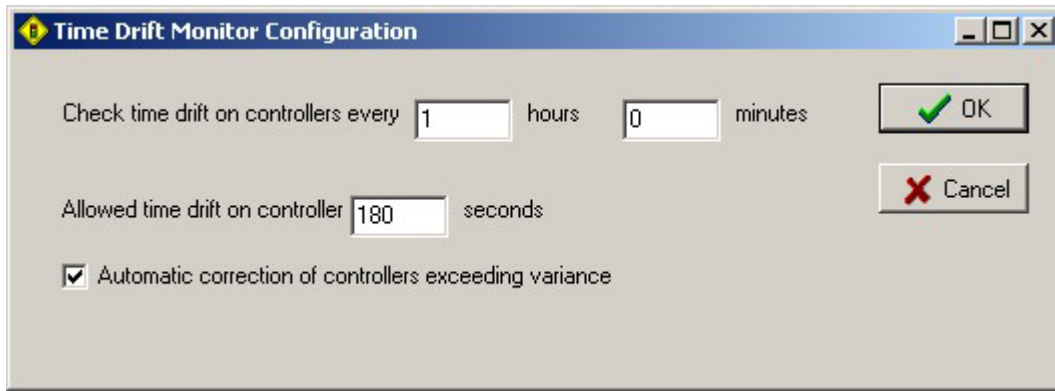 Time Drift Monitor Configuration
Check time drift on controllers every 1 hours 0 minutes
OK
Allowed time drift on controller 180 seconds
Cancel
Automatic correction of controllers exceeding variance